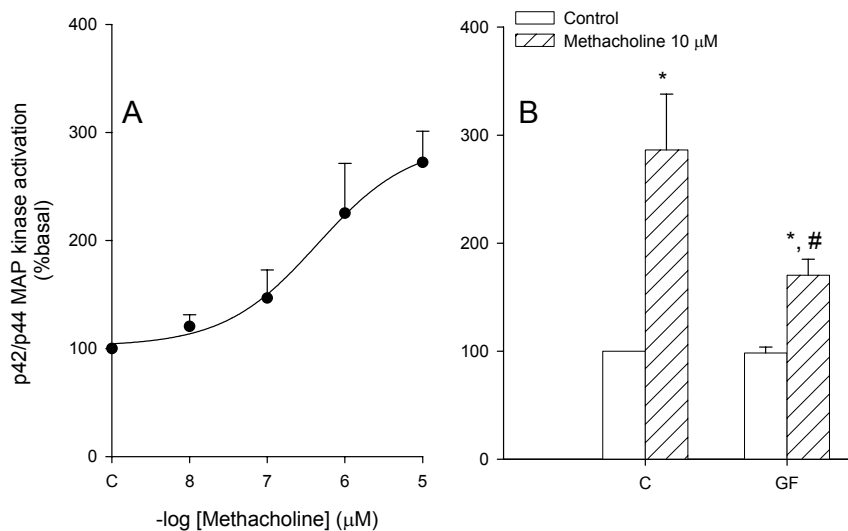 p42/p44 MAP kinase activation
(%basal)
400
300
200
100
0
A
C 8 7 6 5
-log [Methacholine] (μM)
Control
Methacholine 10 μM
400
300
200
100
0
B
*
*, #
C GF